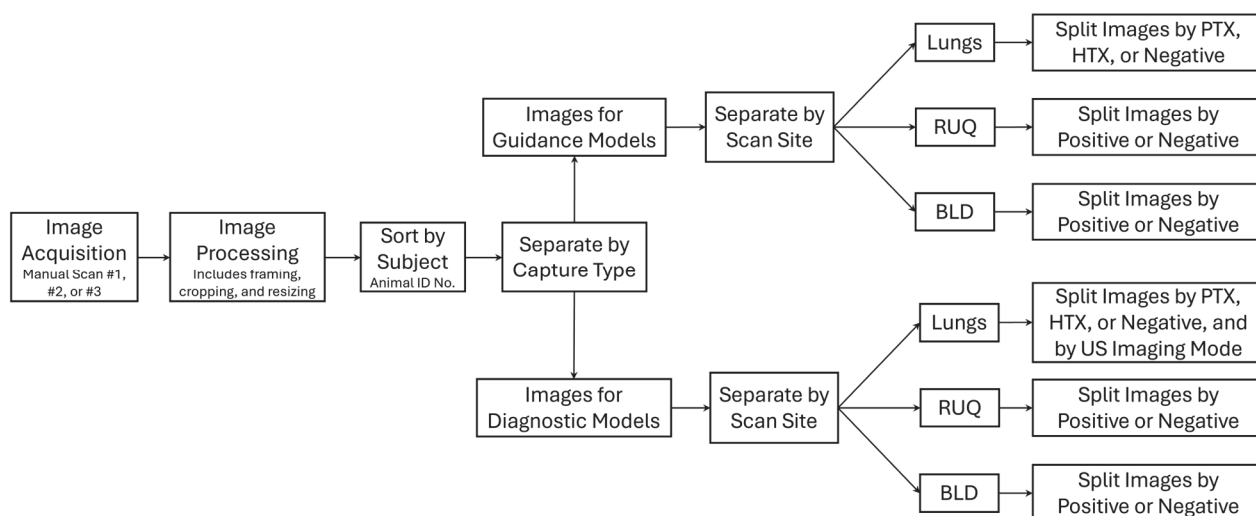 Image
Acquisition
Manual Scan #1,
#2, or #3
Image
Processing
Includes framing,
cropping, and resizing
Sort by
Subject
Animal ID No.
Separate by
Capture Type
Images for
Guidance Models
Separate by
Scan Site
Lungs
Split Images by PTX,
HTX, or Negative
RUQ
Split Images by
Positive or Negative
BLD
Split Images by
Positive or Negative
Images for
Diagnostic Models
Separate by
Scan Site
Lungs
Split Images by PTX,
HTX, or Negative, and
by US Imaging Mode
RUQ
Split Images by
Positive or Negative
BLD
Split Images by
Positive or Negative